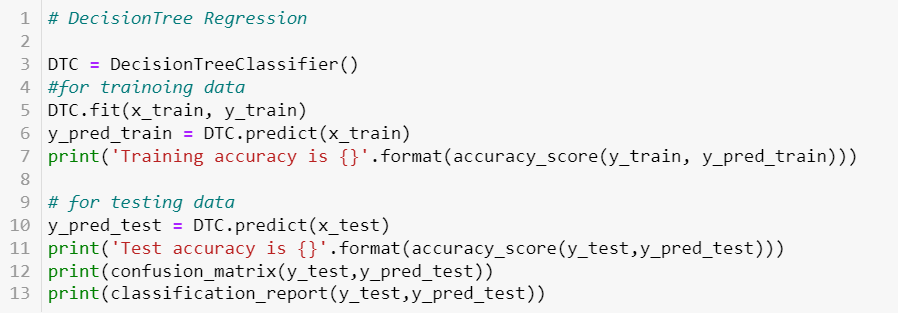 1 # DecisionTree Regression
2
3 DTC = DecisionTreeClassifier()
4 #for trainoing data
5 DTC.fit(x_train, y_train)
6 y_pred_train = DTC.predict(x_train)
7 print('Training accuracy is {}'.format(accuracy_score(y_train, y_pred_train)))
8
9 # for testing data
10 y_pred_test = DTC.predict(x_test)
11 print('Test accuracy is {}'.format(accuracy_score(y_test,y_pred_test)))
12 print(confusion_matrix(y_test,y_pred_test))
13 print(classification_report(y_test,y_pred_test))